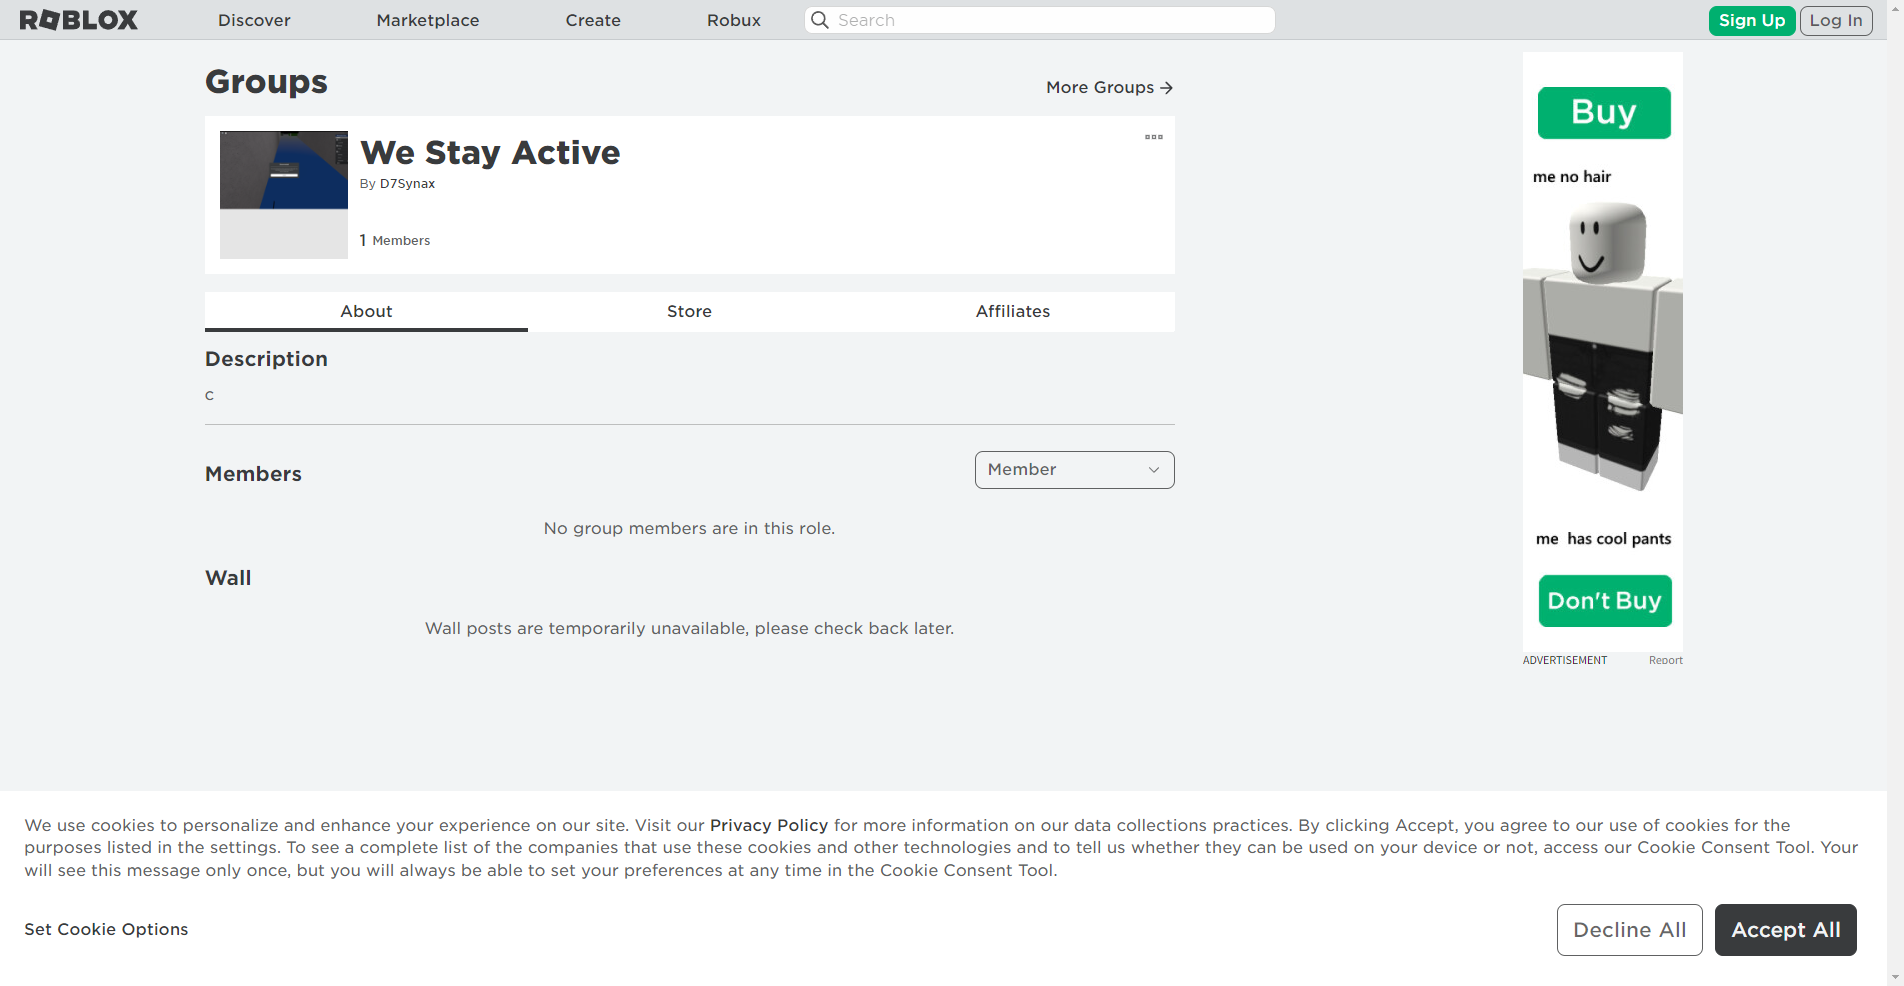 ROBLOX
Discover
Marketplace
Create
Robux
Search
Sign Up
Log In
Groups
More Groups →
We Stay Active
By D7Synax
1 Members
About
Store
Affiliates
Description
C
Members
Member
No group members are in this role.
Wall
Wall posts are temporarily unavailable, please check back later.
Buy
me no hair
me has cool pants
Don't Buy
ADVERTISEMENT
Report
We use cookies to personalize and enhance your experience on our site. Visit our Privacy Policy for more information on our data collections practices. By clicking Accept, you agree to our use of cookies for the
purposes listed in the settings. To see a complete list of the companies that use these cookies and other technologies and to tell us whether they can be used on your device or not, access our Cookie Consent Tool. Your
will see this message only once, but you will always be able to set your preferences at any time in the Cookie Consent Tool.
Set Cookie Options
Decline All
Accept All